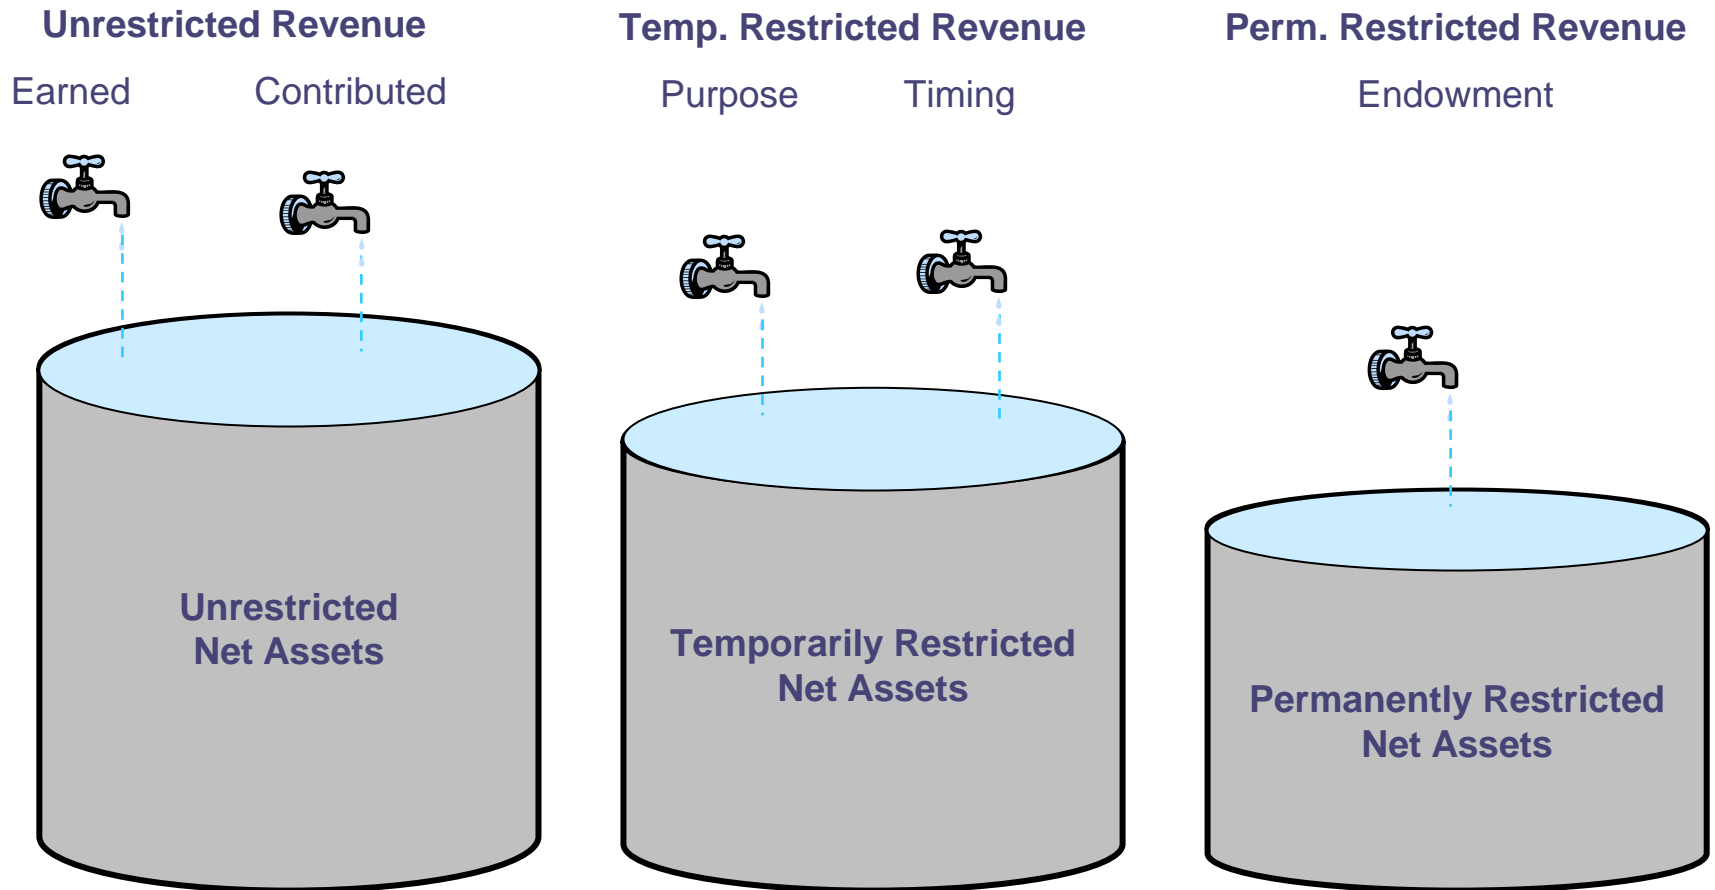 Unrestricted Revenue
Earned
Contributed
Temp. Restricted Revenue
Purpose
Timing
Perm. Restricted Revenue
Endowment
Unrestricted
Net Assets
Temporarily Restricted
Net Assets
Permanently Restricted
Net Assets